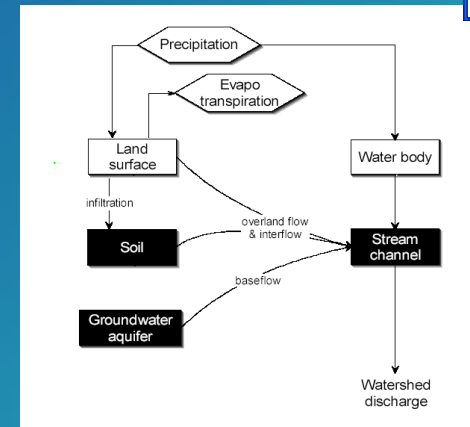 Precipitation
Evapo
transpiration
Land
surface
Water body
infiltration
overland flow
& interflow
Soil
Stream
channel
baseflow
Groundwater
aquifer
Watershed
discharge